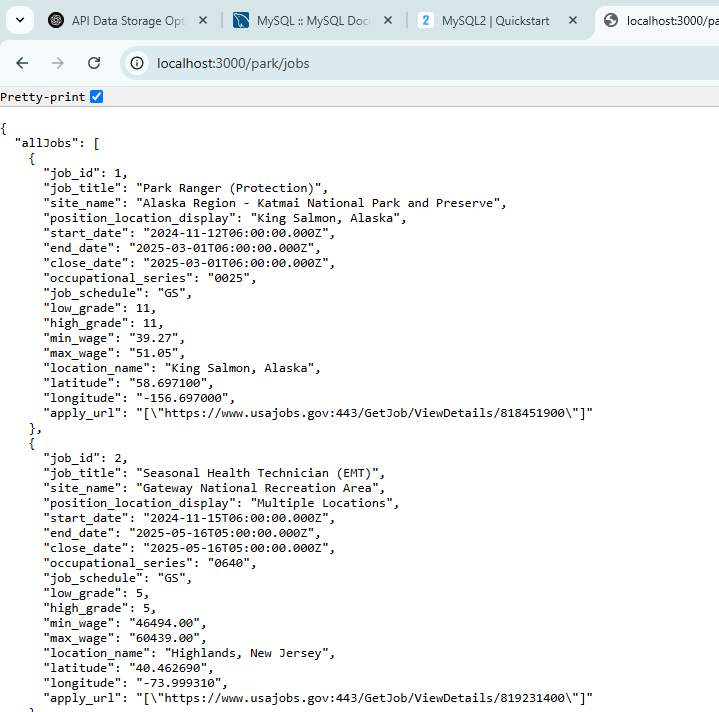 API Data Storage Opt
MySQL :: MySQL Doc
MySQL2 | Quickstart
localhost:3000/pa
localhost:3000/park/jobs
Pretty-print
{
  "allJobs": [
    {
      "job_id": 1,
      "job_title": "Park Ranger (Protection)",
      "site_name": "Alaska Region - Katmai National Park and Preserve",
      "position_location_display": "King Salmon, Alaska",
      "start_date": "2024-11-12T06:00:00.000Z",
      "end_date": "2025-03-01T06:00:00.000Z",
      "close_date": "2025-03-01T06:00:00.000Z",
      "occupational_series": "0025",
      "job_schedule": "GS",
      "low_grade": 11,
      "high_grade": 11,
      "min_wage": "39.27",
      "max_wage": "51.05",
      "location_name": "King Salmon, Alaska",
      "latitude": "58.697100",
      "longitude": "-156.697000",
      "apply_url": "[\"https://www.usajobs.gov:443/GetJob/ViewDetails/818451900\"]"
    },
    {
      "job_id": 2,
      "job_title": "Seasonal Health Technician (EMT)",
      "site_name": "Gateway National Recreation Area",
      "position_location_display": "Multiple Locations",
      "start_date": "2024-11-15T06:00:00.000Z",
      "end_date": "2025-05-16T05:00:00.000Z",
      "close_date": "2025-05-16T05:00:00.000Z",
      "occupational_series": "0640",
      "job_schedule": "GS",
      "low_grade": 5,
      "high_grade": 5,
      "min_wage": "46494.00",
      "max_wage": "60439.00",
      "location_name": "Highlands, New Jersey",
      "latitude": "40.462690",
      "longitude": "-73.999310",
      "apply_url": "[\"https://www.usajobs.gov:443/GetJob/ViewDetails/819231400\"]"